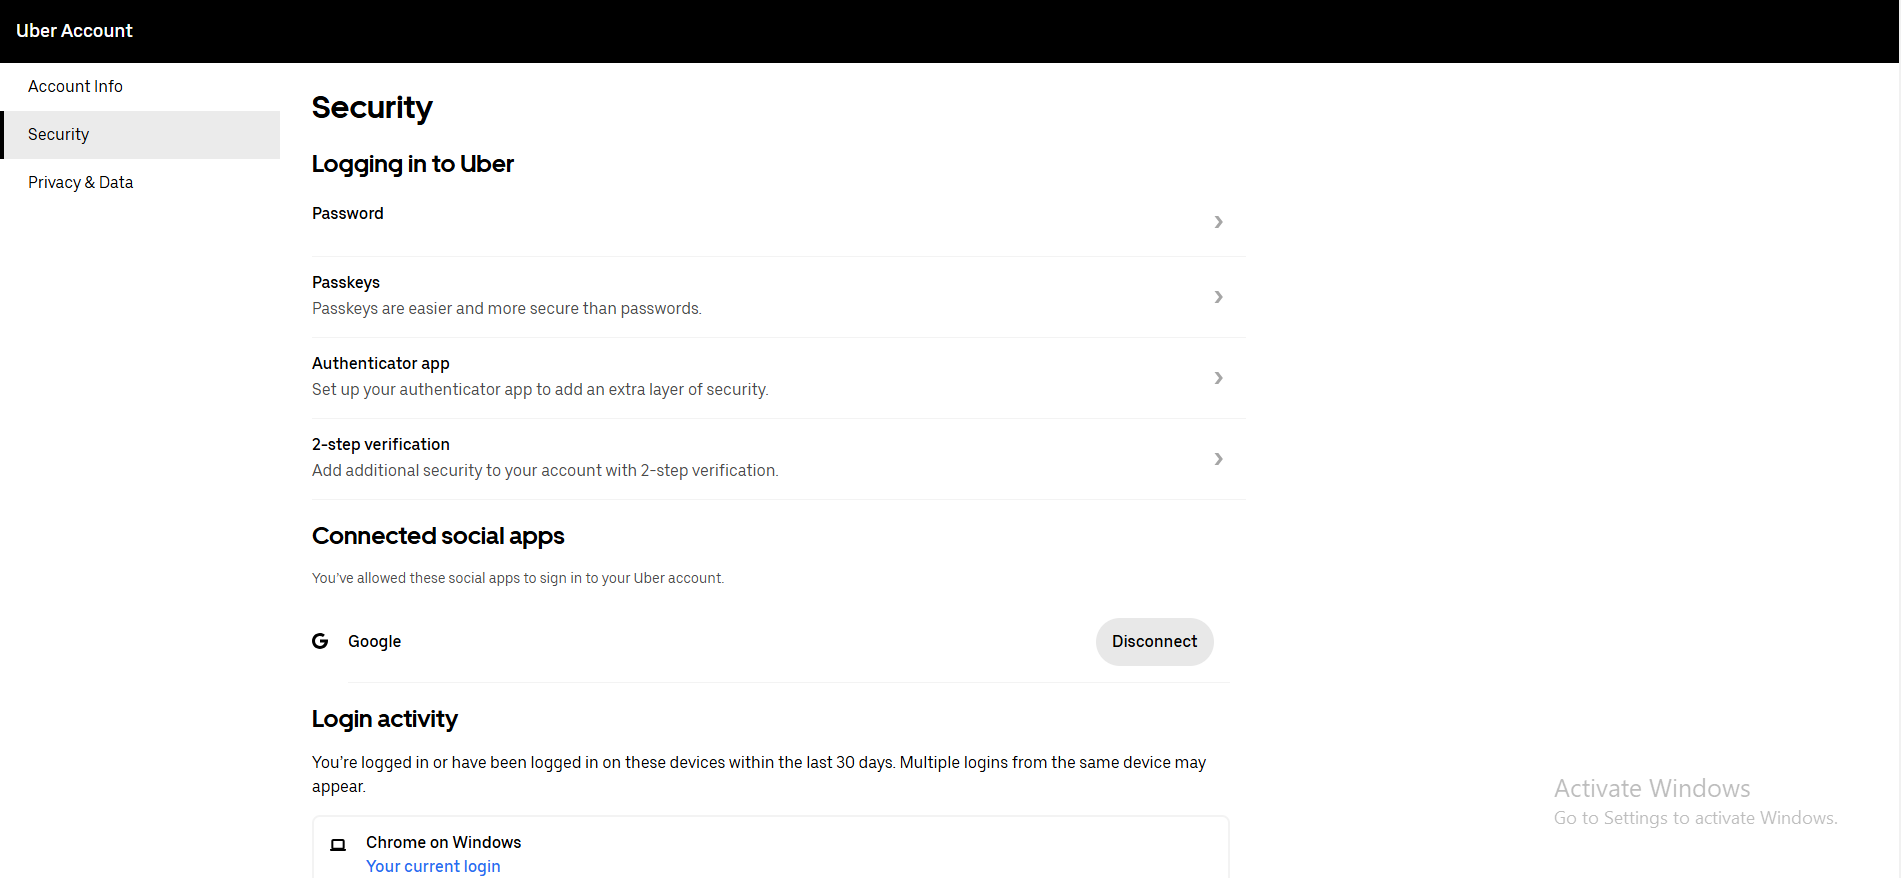 Uber Account
Account Info
Security
Privacy & Data
Security
Logging in to Uber
Password
Passkeys
Passkeys are easier and more secure than passwords.
Authenticator app
Set up your authenticator app to add an extra layer of security.
2-step verification
Add additional security to your account with 2-step verification.
Connected social apps
You’ve allowed these social apps to sign in to your Uber account.
Google
Disconnect
Login activity
You’re logged in or have been logged in on these devices within the last 30 days. Multiple logins from the same device may
appear.
Chrome on Windows
Your current login
Activate Windows
Go to Settings to activate Windows.